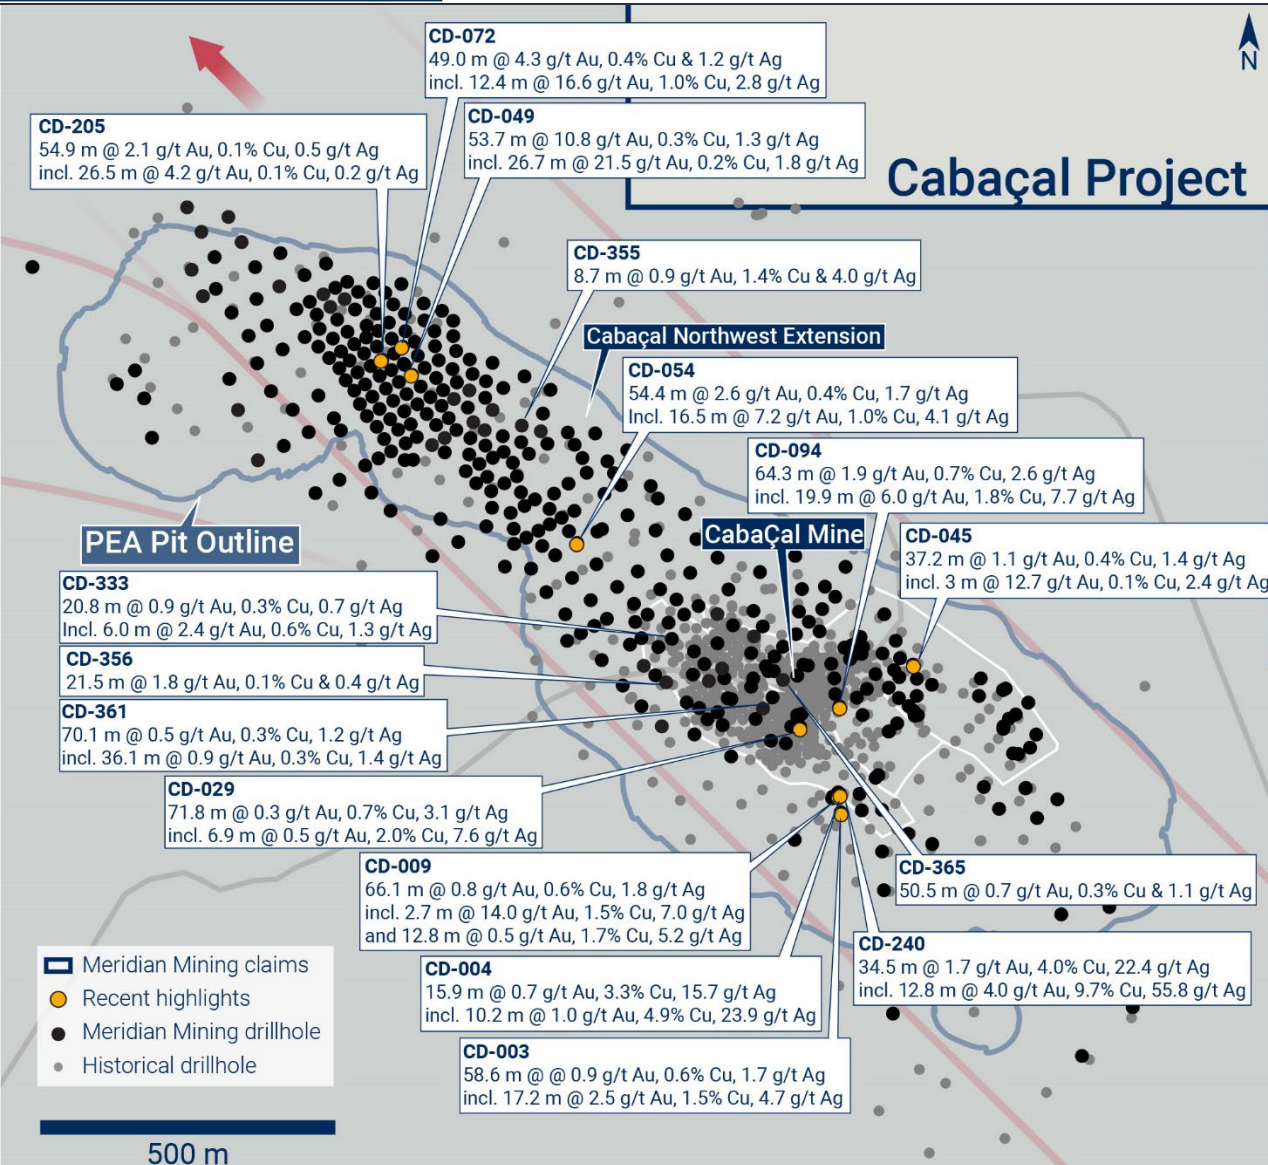 CD-072
49.0 m @ 4.3 g/t Au, 0.4% Cu & 1.2 g/t Ag
incl. 12.4 m @ 16.6 g/t Au, 1.0% Cu, 2.8 g/t Ag
N
CD-049
53.7 m @ 10.8 g/t Au, 0.3% Cu, 1.3 g/t Ag
incl. 26.7 m @ 21.5 g/t Au, 0.2% Cu, 1.8 g/t Ag
CD-205
54.9 m @ 2.1 g/t Au, 0.1% Cu, 0.5 g/t Ag
incl. 26.5 m @ 4.2 g/t Au, 0.1% Cu, 0.2 g/t Ag
Cabaçal Project
CD-355
8.7 m @ 0.9 g/t Au, 1.4% Cu & 4.0 g/t Ag
Cabaçal Northwest Extension
CD-054
54.4 m @ 2.6 g/t Au, 0.4% Cu, 1.7 g/t Ag
Incl. 16.5 m @ 7.2 g/t Au, 1.0% Cu, 4.1 g/t Ag
CD-094
64.3 m @ 1.9 g/t Au, 0.7% Cu, 2.6 g/t Ag
incl. 19.9 m @ 6.0 g/t Au, 1.8% Cu, 7.7 g/t Ag
PEA Pit Outline
CabaÇal Mine
CD-045
37.2 m @ 1.1 g/t Au, 0.4% Cu, 1.4 g/t Ag
incl. 3 m @ 12.7 g/t Au, 0.1% Cu, 2.4 g/t Ag
CD-333
20.8 m @ 0.9 g/t Au, 0.3% Cu, 0.7 g/t Ag
Incl. 6.0 m @ 2.4 g/t Au, 0.6% Cu, 1.3 g/t Ag
CD-356
21.5 m @ 1.8 g/t Au, 0.1% Cu & 0.4 g/t Ag
CD-361
70.1 m @ 0.5 g/t Au, 0.3% Cu, 1.2 g/t Ag
incl. 36.1 m @ 0.9 g/t Au, 0.3% Cu, 1.4 g/t Ag
CD-029
71.8 m @ 0.3 g/t Au, 0.7% Cu, 3.1 g/t Ag
incl. 6.9 m @ 0.5 g/t Au, 2.0% Cu, 7.6 g/t Ag
CD-009
66.1 m @ 0.8 g/t Au, 0.6% Cu, 1.8 g/t Ag
incl. 2.7 m @ 14.0 g/t Au, 1.5% Cu, 7.0 g/t Ag
and 12.8 m @ 0.5 g/t Au, 1.7% Cu, 5.2 g/t Ag
CD-365
50.5 m @ 0.7 g/t Au, 0.3% Cu & 1.1 g/t Ag
CD-240
34.5 m @ 1.7 g/t Au, 4.0% Cu, 22.4 g/t Ag
incl. 12.8 m @ 4.0 g/t Au, 9.7% Cu, 55.8 g/t Ag
CD-004
15.9 m @ 0.7 g/t Au, 3.3% Cu, 15.7 g/t Ag
incl. 10.2 m @ 1.0 g/t Au, 4.9% Cu, 23.9 g/t Ag
CD-003
58.6 m @ @ 0.9 g/t Au, 0.6% Cu, 1.7 g/t Ag
incl. 17.2 m @ 2.5 g/t Au, 1.5% Cu, 4.7 g/t Ag
Meridian Mining claims
Recent highlights
Meridian Mining drillhole
Historical drillhole
500 m